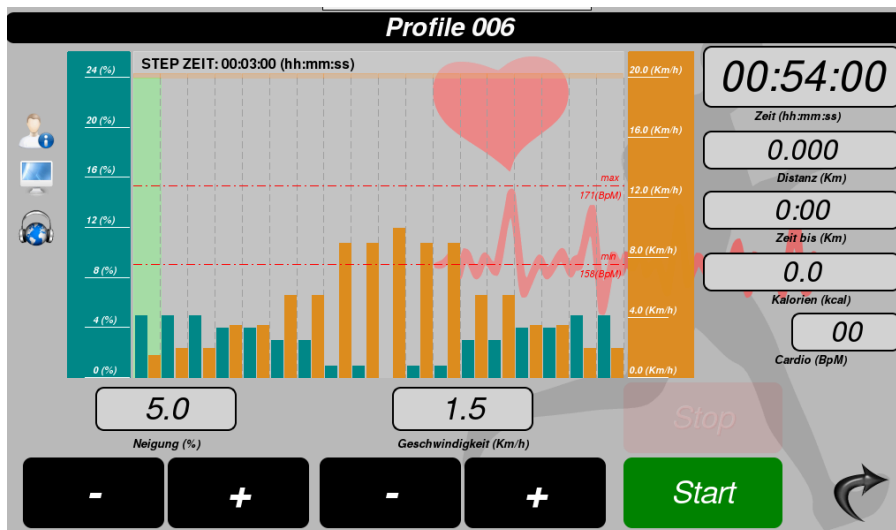 Profile 006
STEP ZEIT: 00:03:00 (hh:mm:ss)
24 (%)
20 (%)
16 (%)
12 (%)
8 (%)
4 (%)
0 (%)
max
171(BpM)
min
158(BpM)
20.0 (Km/h)
16.0 (Km/h)
12.0 (Km/h)
8.0 (Km/h)
4.0 (Km/h)
0.0 (Km/h)
00:54:00
Zeit (hh:mm:ss)
0.000
Distanz (Km)
0:00
Zeit bis (Km)
0.0
Kalorien (kcal)
00
Cardio (BpM)
5.0
Neigung (%)
1.5
Geschwindigkeit (Km/h)
Stop
- + - + Start